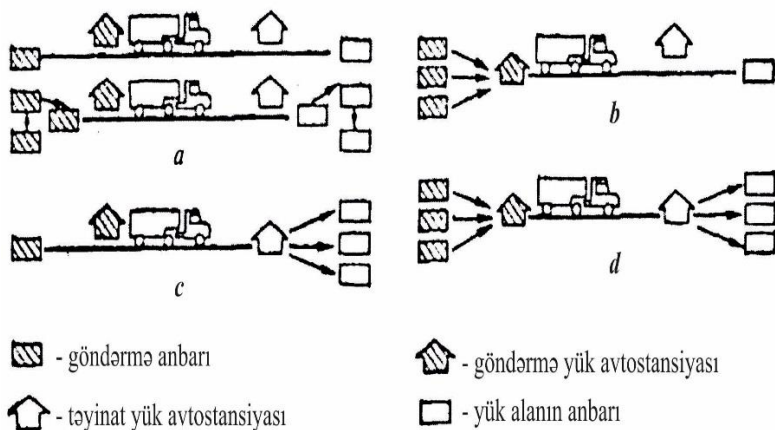 a
b
c
d
- göndərmə anbarı
- göndərmə yük avtostansiyası
- təyinat yük avtostansiyası
- yük alanın anbarı